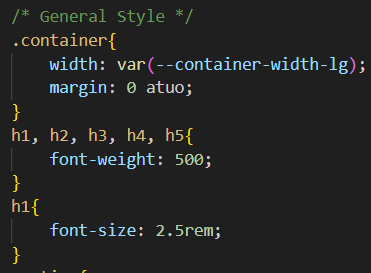 /* General Style */
.container{
width: var(--container-width-lg);
margin: 0 atuo;
}
h1, h2, h3, h4, h5{
font-weight: 500;
}
h1{
font-size: 2.5rem;
}